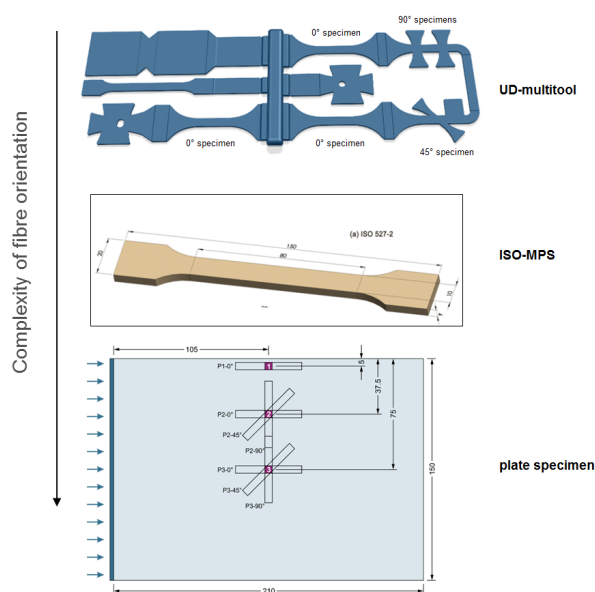 90° specimens
0° specimen
UD-multitool
0° specimen
0° specimen
45° specimen
Complexity of fibre orientation
(a) ISO 527-2
150
80
20
10
4
ISO-MPS
105
5
37.5
75
150
P1-0°
1
P2-0°
2
P2-45°
P2-90°
P3-0°
3
P3-45°
P3-90°
plate specimen
210